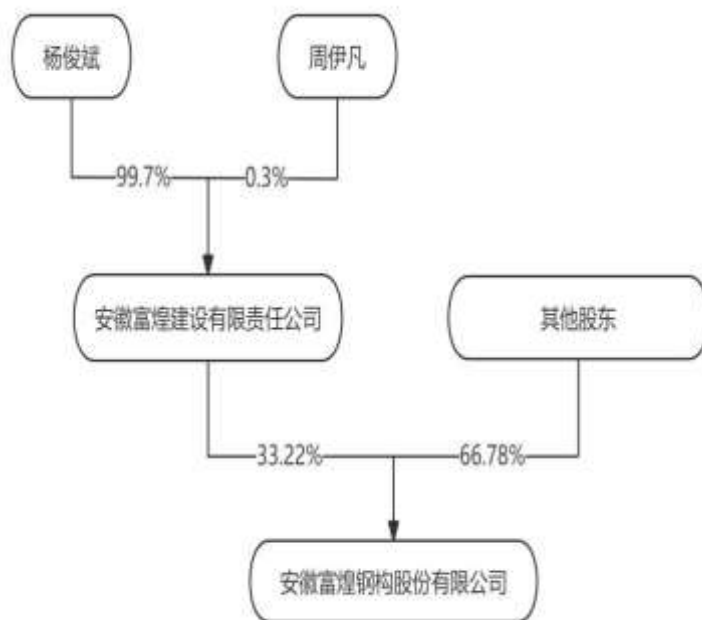 杨俊斌
周伊凡
99.7%
0.3%
安徽富煌建设有限责任公司
其他股东
33.22%
66.78%
安徽富煌钢构股份有限公司